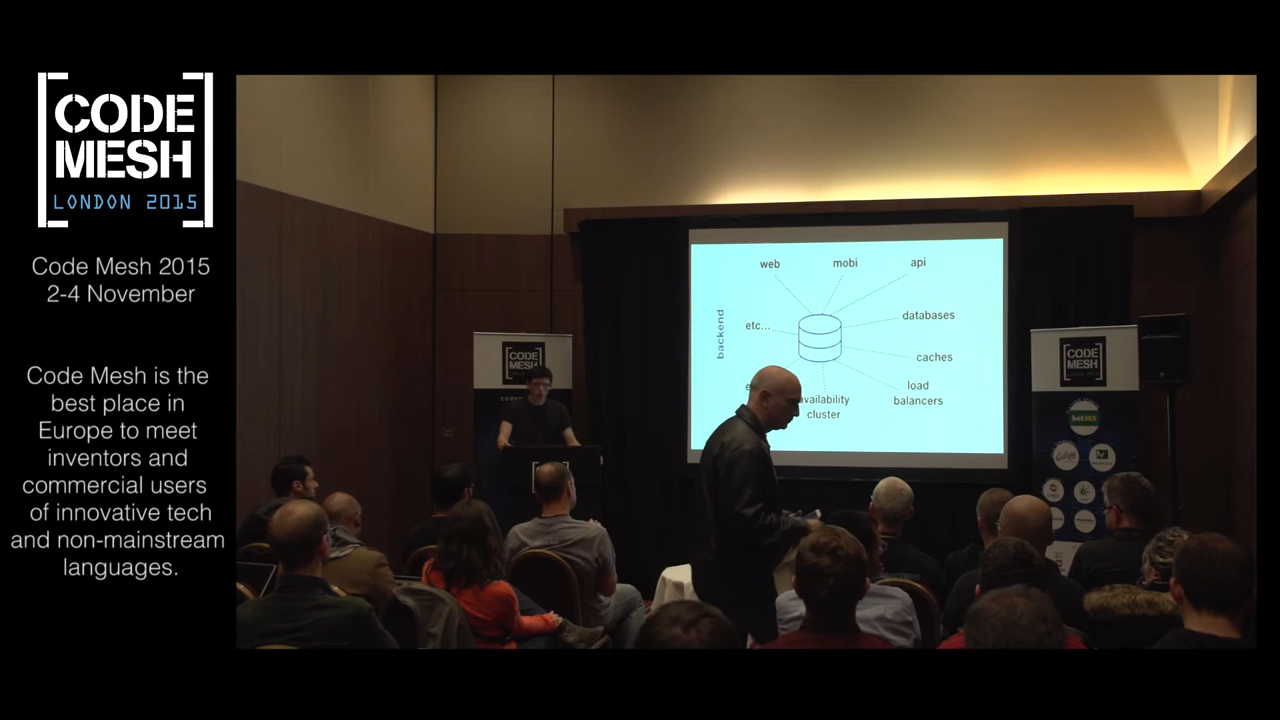 CODE
MESH
LONDON 2015
Code Mesh 2015
2-4 November
Code Mesh is the
best place in
Europe to meet
inventors and
commercial users
of innovative tech
and non-mainstream
languages.
web mobi api
backend
etc...
databases
caches
load
balancers
availability
cluster
CODE
MESH
CODE
MESH
bet365